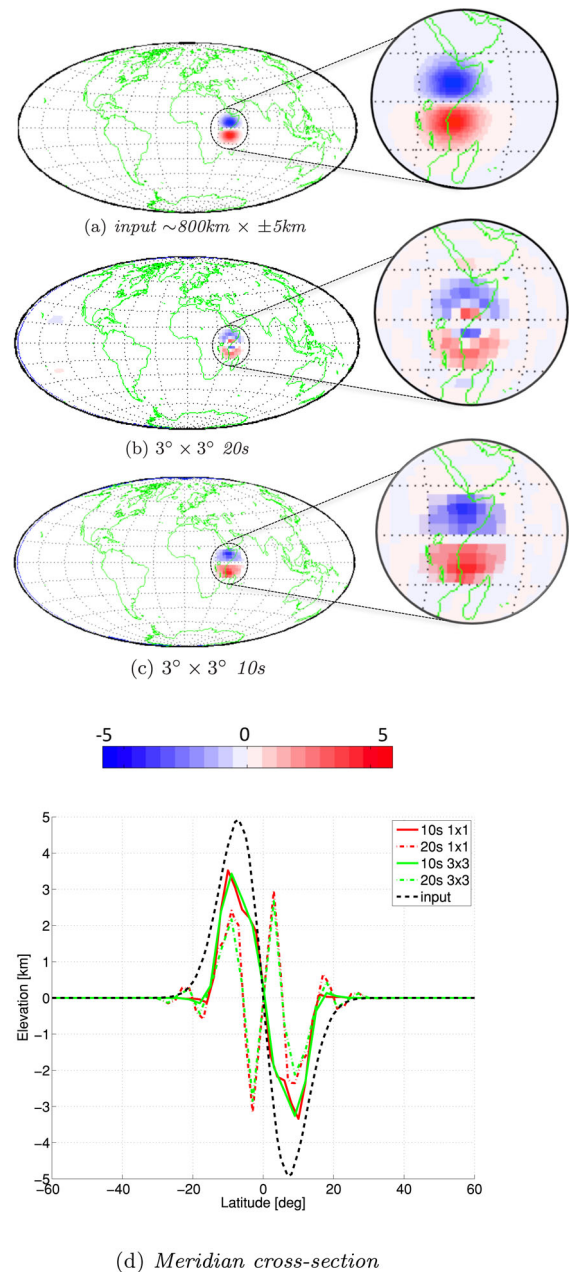 (a) input ~800km × ±5km
(b) 3° × 3° 20s
(c) 3° × 3° 10s
-5 0 5
5
4
3
2
1
0
−1
−2
−3
−4
−5
Elevation [km]
10s 1x1
20s 1x1
10s 3x3
20s 3x3
input
−60 −40 −20 0 20 40 60
Latitude [deg]
(d) Meridian cross-section